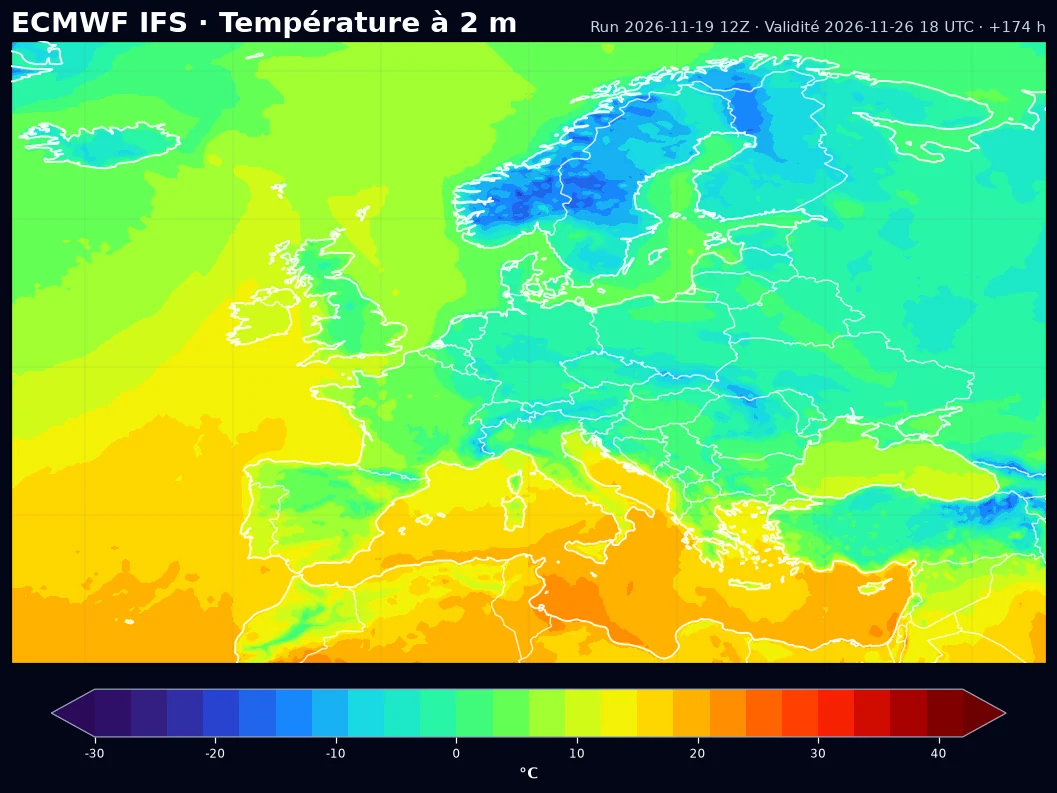 ECMWF IFS · Température à 2 m
Run 2026-11-19 12Z · Validité 2026-11-26 18 UTC · +174 h
-30 -20 -10 0 10 20 30 40
°C